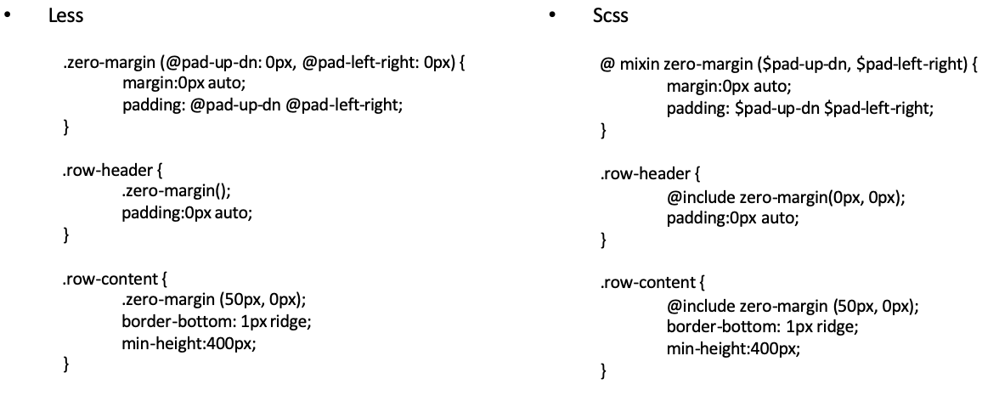 • Less
.zero-margin (@pad-up-dn: 0px, @pad-left-right: 0px) {
margin:0px auto;
padding: @pad-up-dn @pad-left-right;
}
.row-header {
.zero-margin();
padding:0px auto;
}
.row-content {
.zero-margin (50px, 0px);
border-bottom: 1px ridge;
min-height:400px;
}
• Scss
@ mixin zero-margin ($pad-up-dn, $pad-left-right) {
margin:0px auto;
padding: $pad-up-dn $pad-left-right;
}
.row-header {
@include zero-margin(0px, 0px);
padding:0px auto;
}
.row-content {
@include zero-margin (50px, 0px);
border-bottom: 1px ridge;
min-height:400px;
}